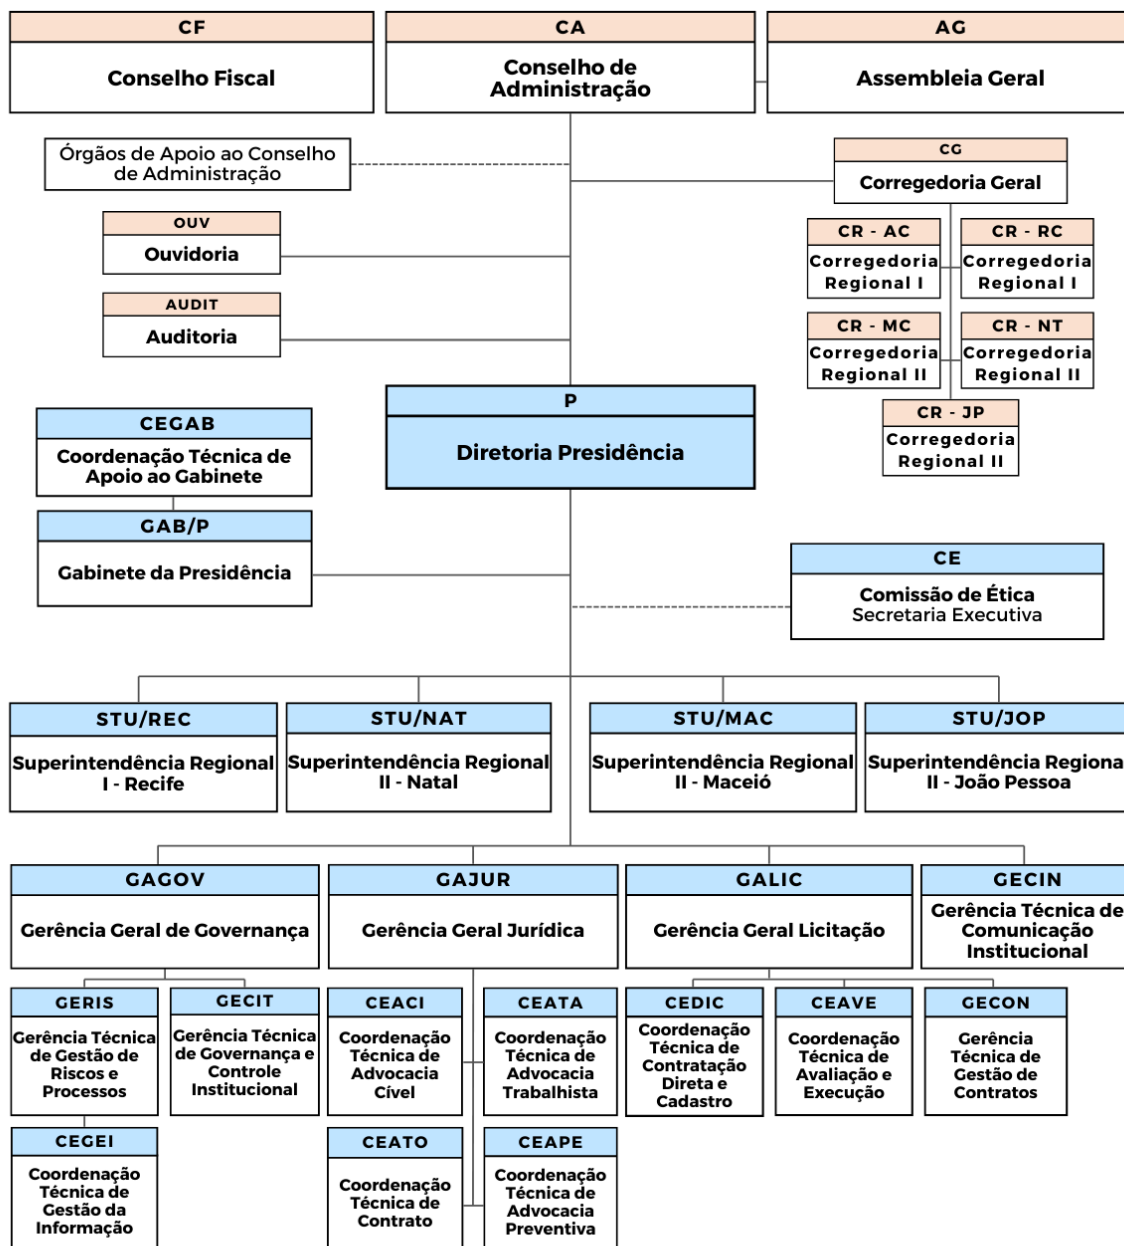 CF
Conselho Fiscal
CA
Conselho de
Administração
AG
Assembleia Geral
Órgãos de Apoio ao Conselho
de Administração
CG
Corregedoria Geral
OUV
Ouvidoria
CR - AC
Corregedoria
Regional I
CR - RC
Corregedoria
Regional I
AUDIT
Auditoria
CR - MC
Corregedoria
Regional II
CR - NT
Corregedoria
Regional II
CR - JP
Corregedoria
Regional II
P
Diretoria Presidência
CEGAB
Coordenação Técnica de
Apoio ao Gabinete
GAB/P
Gabinete da Presidência
CE
Comissão de Ética
Secretaria Executiva
STU/REC
Superintendência Regional
I - Recife
STU/NAT
Superintendência Regional
II - Natal
STU/MAC
Superintendência Regional
II - Maceió
STU/JOP
Superintendência Regional
II - João Pessoa
GAGOV
Gerência Geral de Governança
GAJUR
Gerência Geral Jurídica
GALIC
Gerência Geral Licitação
GECIN
Gerência Técnica de
Comunicação
Institucional
GERIS
Gerência Técnica
de Gestão de
Riscos e
Processos
GECIT
Gerência Técnica
de Governança e
Controle
Institucional
CEACI
Coordenação
Técnica de
Advocacia
Cível
CEATA
Coordenação
Técnica de
Advocacia
Trabalhista
CEDIC
Coordenação
Técnica de
Contratação
Direta e
Cadastro
CEAVE
Coordenação
Técnica de
Avaliação e
Execução
GECON
Gerência
Técnica de
Gestão de
Contratos
CEGEI
Coordenação
Técnica de
Gestão da
Informação
CEATO
Coordenação
Técnica de
Contrato
CEAPE
Coordenação
Técnica de
Advocacia
Preventiva